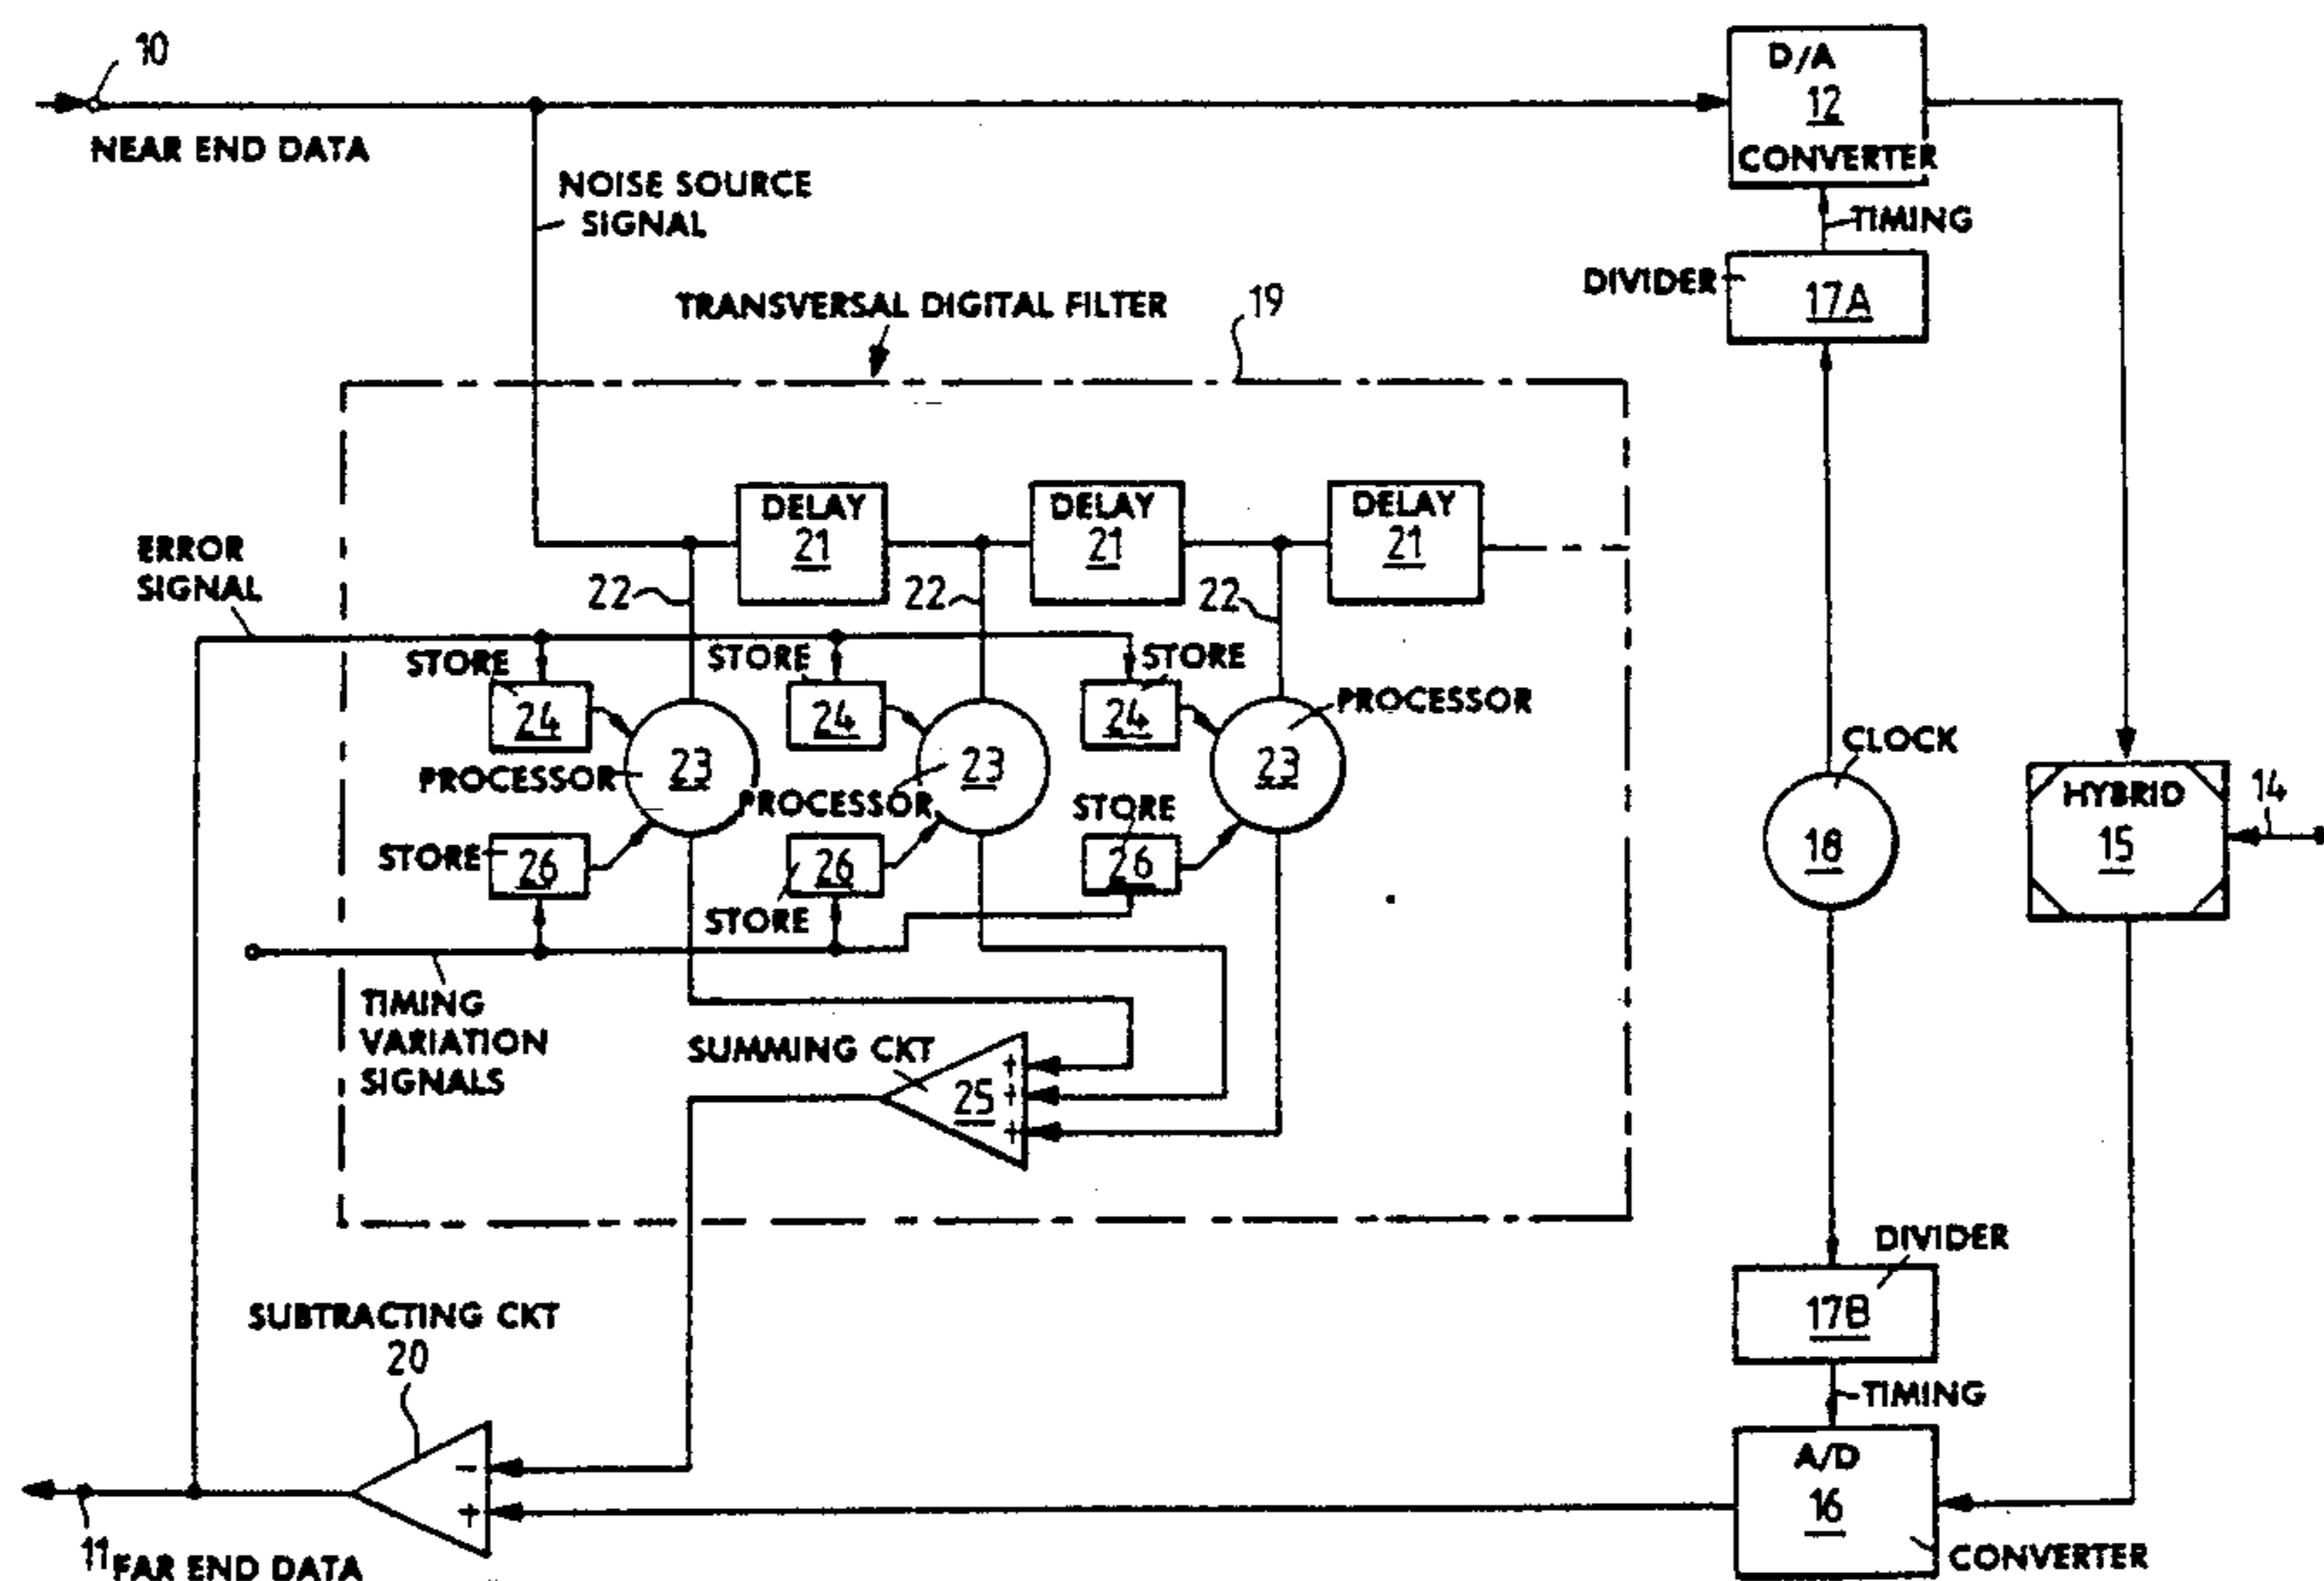 10
NEAR END DATA
NOISE SOURCE
SIGNAL
D/A
12
CONVERTER
TIMING
DIVIDER
17A
TRANSVERSAL DIGITAL FILTER
19
DELAY
21
DELAY
21
DELAY
21
ERROR
SIGNAL
22
22
22
STORE
STORE
STORE
24
24
24
PROCESSOR
PROCESSOR
PROCESSOR
23
23
23
STORE
STORE
STORE
26
26
26
CLOCK
18
HYBRID
15
14
TIMING
VARIATION
SIGNALS
SUMMING CKT
25
+
+
+
DIVIDER
17B
TIMING
SUBTRACTING CKT
20
-
+
A/D
16
CONVERTER
11
FAR END DATA